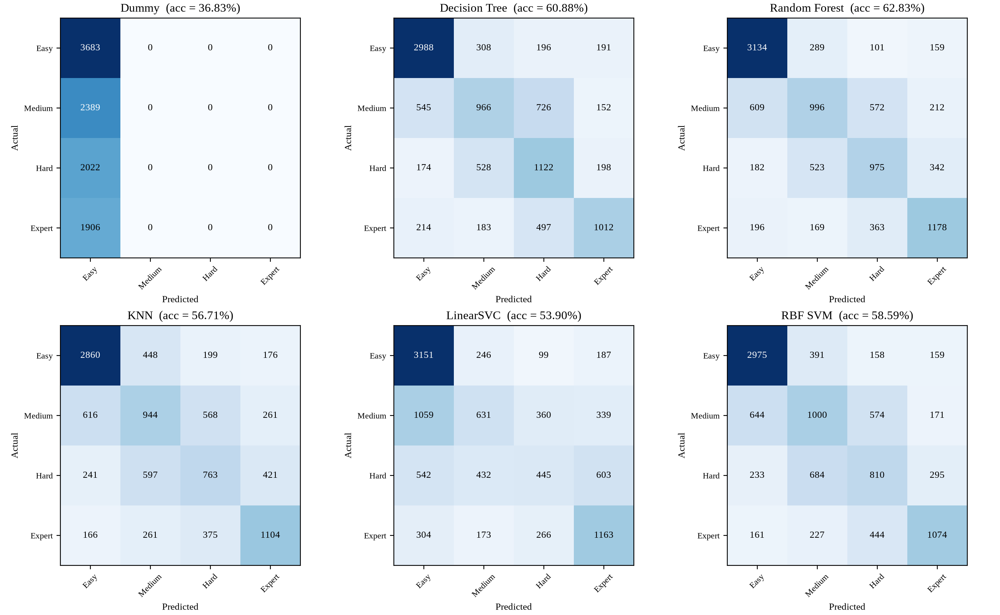 Dummy (acc = 36.83%)
Actual
Easy 3683 0 0 0
Medium 2389 0 0 0
Hard 2022 0 0 0
Expert 1906 0 0 0
Easy Medium Hard Expert
Predicted
Decision Tree (acc = 60.88%)
Actual
Easy 2988 308 196 191
Medium 545 966 726 152
Hard 174 528 1122 198
Expert 214 183 497 1012
Easy Medium Hard Expert
Predicted
Random Forest (acc = 62.83%)
Actual
Easy 3134 289 101 159
Medium 609 996 572 212
Hard 182 523 975 342
Expert 196 169 363 1178
Easy Medium Hard Expert
Predicted
KNN (acc = 56.71%)
Actual
Easy 2860 448 199 176
Medium 616 944 568 261
Hard 241 597 763 421
Expert 166 261 375 1104
Easy Medium Hard Expert
Predicted
LinearSVC (acc = 53.90%)
Actual
Easy 3151 246 99 187
Medium 1059 631 360 339
Hard 542 432 445 603
Expert 304 173 266 1163
Easy Medium Hard Expert
Predicted
RBF SVM (acc = 58.59%)
Actual
Easy 2975 391 158 159
Medium 644 1000 574 171
Hard 233 684 810 295
Expert 161 227 444 1074
Easy Medium Hard Expert
Predicted